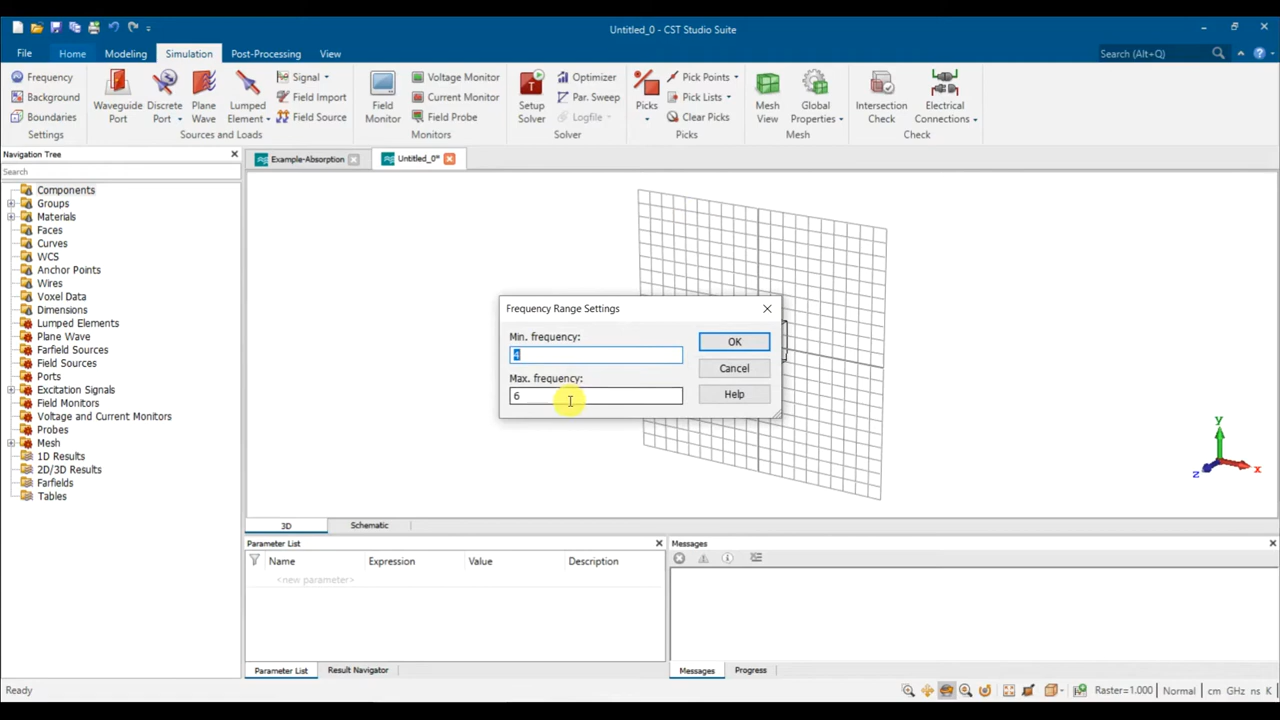 Untitled_0 - CST Studio Suite
File Home Modeling Simulation Post-Processing View Search (Alt+Q)
Frequency
Background
Boundaries
Settings
Waveguide
Port
Discrete
Port
Plane
Wave
Lumped
Element
Signal
Field Import
Field Source
Sources and Loads
Field
Monitor
Voltage Monitor
Current Monitor
Field Probe
Monitors
Setup
Solver
Optimizer
Par. Sweep
Logfile
Solver
Picks
Pick Points
Pick Lists
Clear Picks
Picks
Mesh
View
Global
Properties
Mesh
Intersection
Check
Electrical
Connections
Check
Navigation Tree
Search
Components
Groups
Materials
Faces
Curves
WCS
Anchor Points
Wires
Voxel Data
Dimensions
Lumped Elements
Plane Wave
Farfield Sources
Field Sources
Ports
Excitation Signals
Field Monitors
Voltage and Current Monitors
Probes
Mesh
1D Results
2D/3D Results
Farfields
Tables
Example-Absorption Untitled_0*
Frequency Range Settings
Min. frequency:
4
Max. frequency:
6
OK
Cancel
Help
y
x
z
3D Schematic
Parameter List
Name Expression Value Description
<new parameter>
Parameter List Result Navigator
Messages
Messages Progress
Ready Raster=1.000 Normal cm GHz ns K